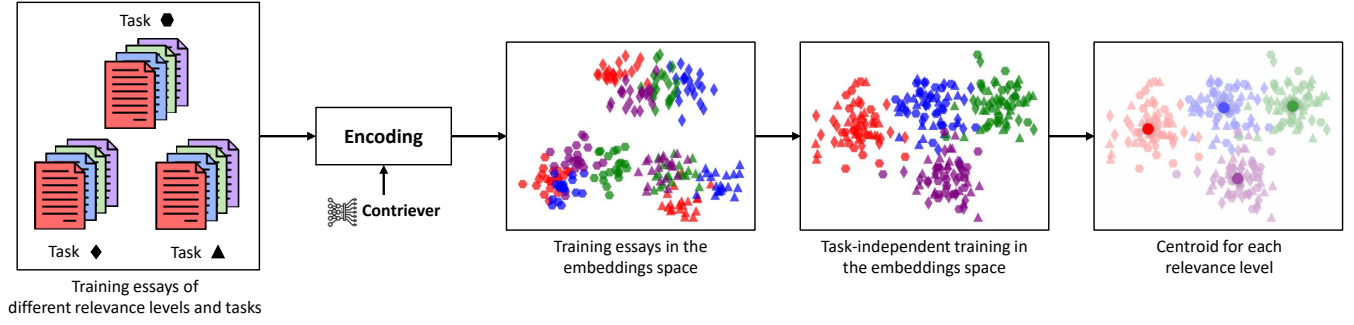 Task
Task
Task
Training essays of
different relevance levels and tasks
Encoding
Contriever
Training essays in the
embeddings space
Task-independent training in
the embeddings space
Centroid for each
relevance level